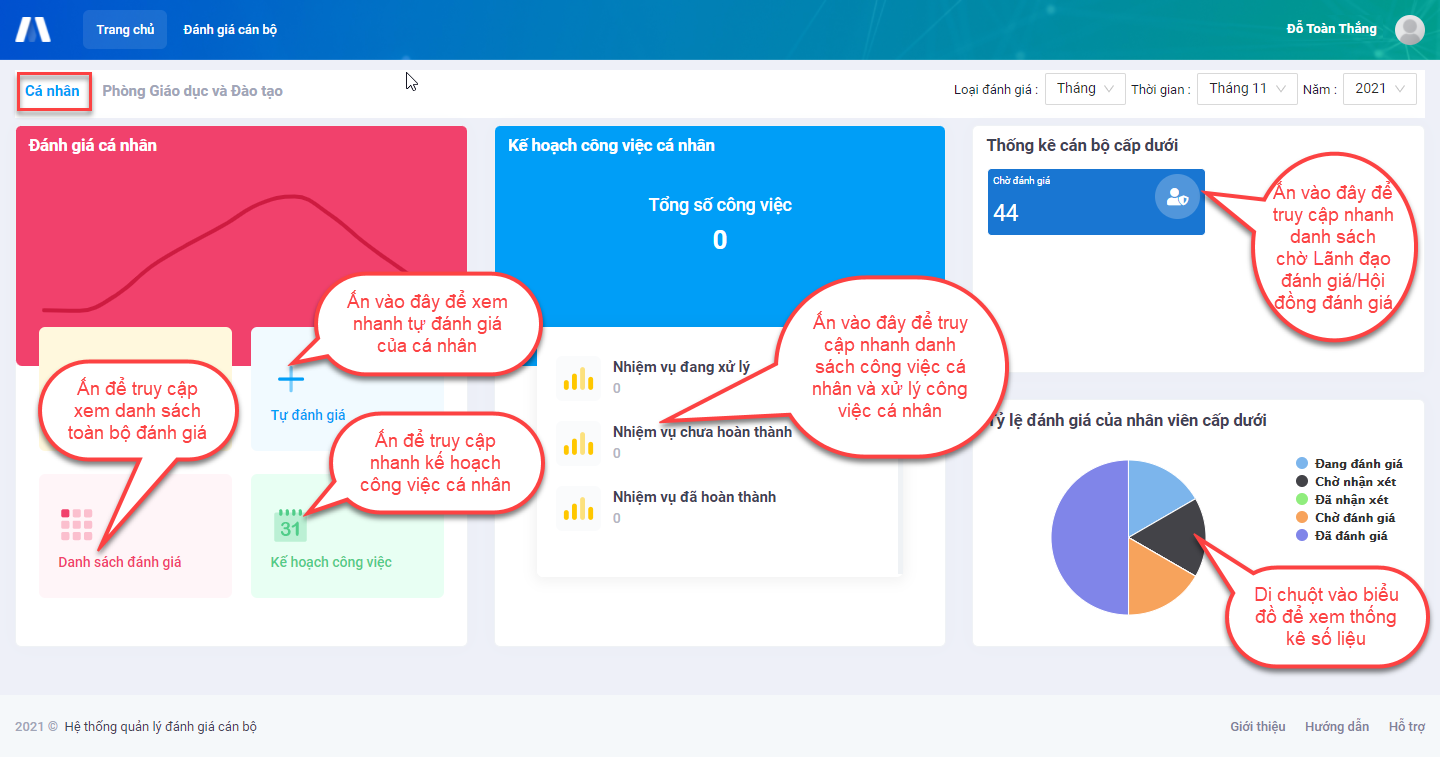 Trang chủ
Đánh giá cán bộ
Đỗ Toàn Thắng
Cá nhân
Phòng Giáo dục và Đào tạo
Loại đánh giá :
Tháng
Thời gian :
Tháng 11
Năm :
2021
Đánh giá cá nhân
Ấn vào đây để xem
nhanh tự đánh giá
của cá nhân
Ấn để truy cập
xem danh sách
toàn bộ đánh giá
Tự đánh giá
Ấn để truy cập
nhanh kế hoạch
công việc cá nhân
Danh sách đánh giá
31
Kế hoạch công việc
Kế hoạch công việc cá nhân
Tổng số công việc
0
Nhiệm vụ đang xử lý
0
Nhiệm vụ chưa hoàn thành
0
Nhiệm vụ đã hoàn thành
0
Ấn vào đây để truy
cập nhanh danh
sách công việc cá
nhân và xử lý công
việc cá nhân
Thống kê cán bộ cấp dưới
Chờ đánh giá
44
Ấn vào đây để
truy cập nhanh
danh sách
chờ Lãnh đạo
đánh giá/Hội
đồng đánh giá
Tỷ lệ đánh giá của nhân viên cấp dưới
Đang đánh giá
Chờ nhận xét
Đã nhận xét
Chờ đánh giá
Đã đánh giá
Di chuột vào biểu
đồ để xem thống
kê số liệu
2021 © Hệ thống quản lý đánh giá cán bộ
Giới thiệu
Hướng dẫn
Hỗ trợ